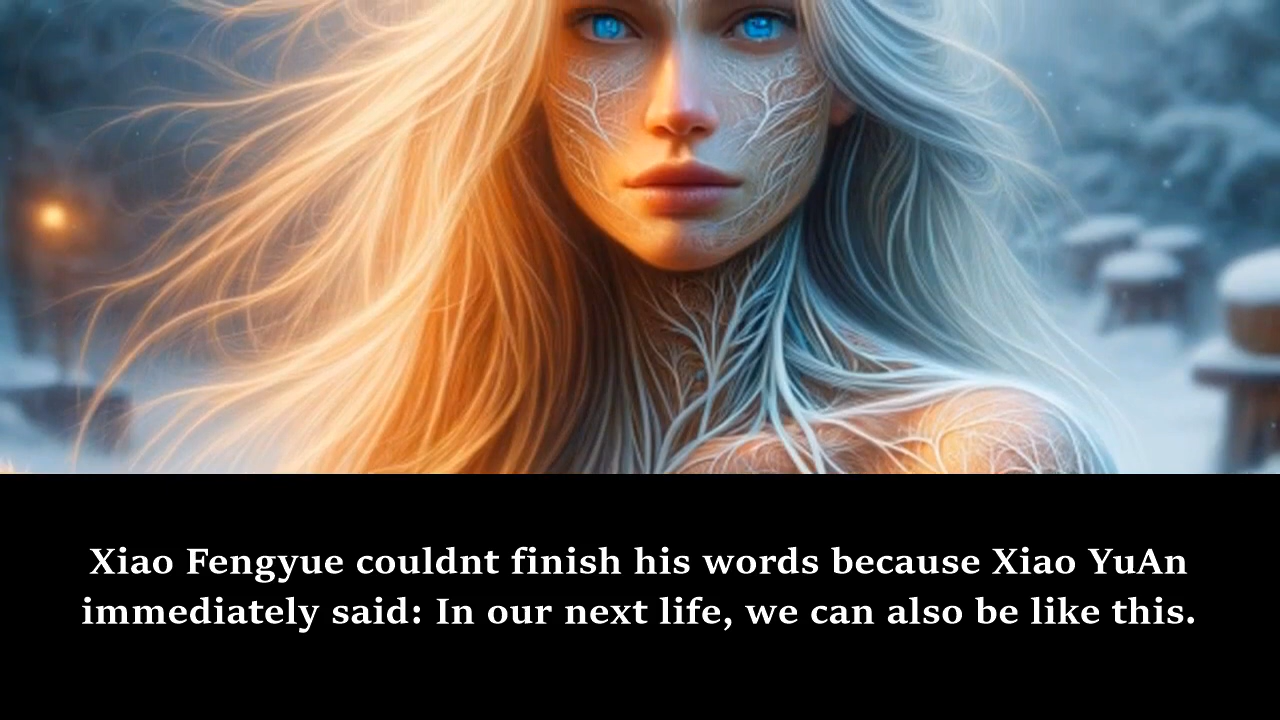 Xiao Fengyue couldnt finish his words because Xiao YuAn
immediately said: In our next life, we can also be like this.